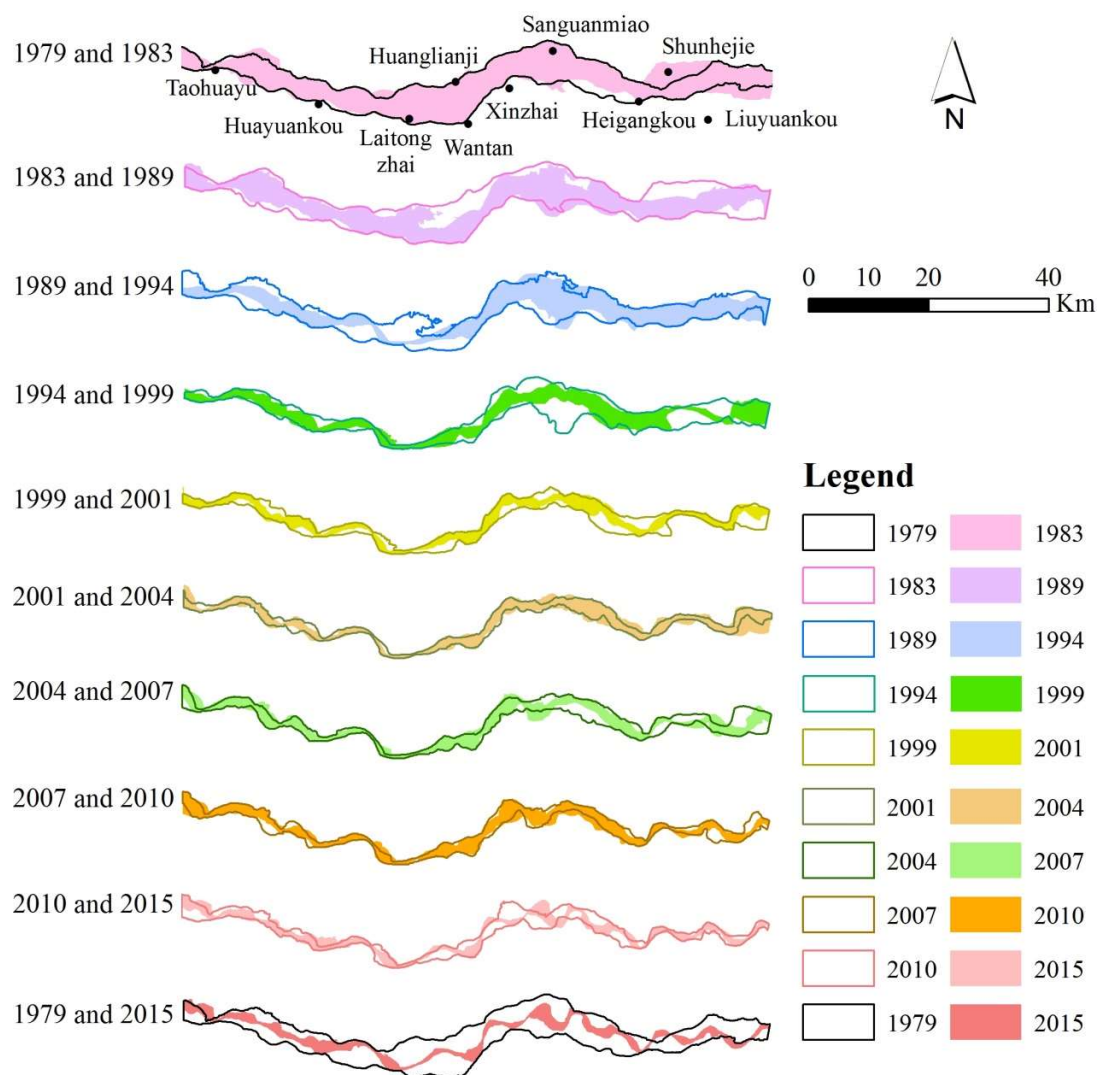 1979 and 1983
Sanguanmiao
Huanglianji
Shunhejie
Taohuayu
Xinzhai
Huayuankou
Laitong
zhai
Wantan
Heigangkou
Liuyuankou
N
1983 and 1989
1989 and 1994
0 10 20 40
Km
1994 and 1999
1999 and 2001
2001 and 2004
2004 and 2007
2007 and 2010
2010 and 2015
1979 and 2015
Legend
1979 1983
1983 1989
1989 1994
1994 1999
1999 2001
2001 2004
2004 2007
2007 2010
2010 2015
1979 2015